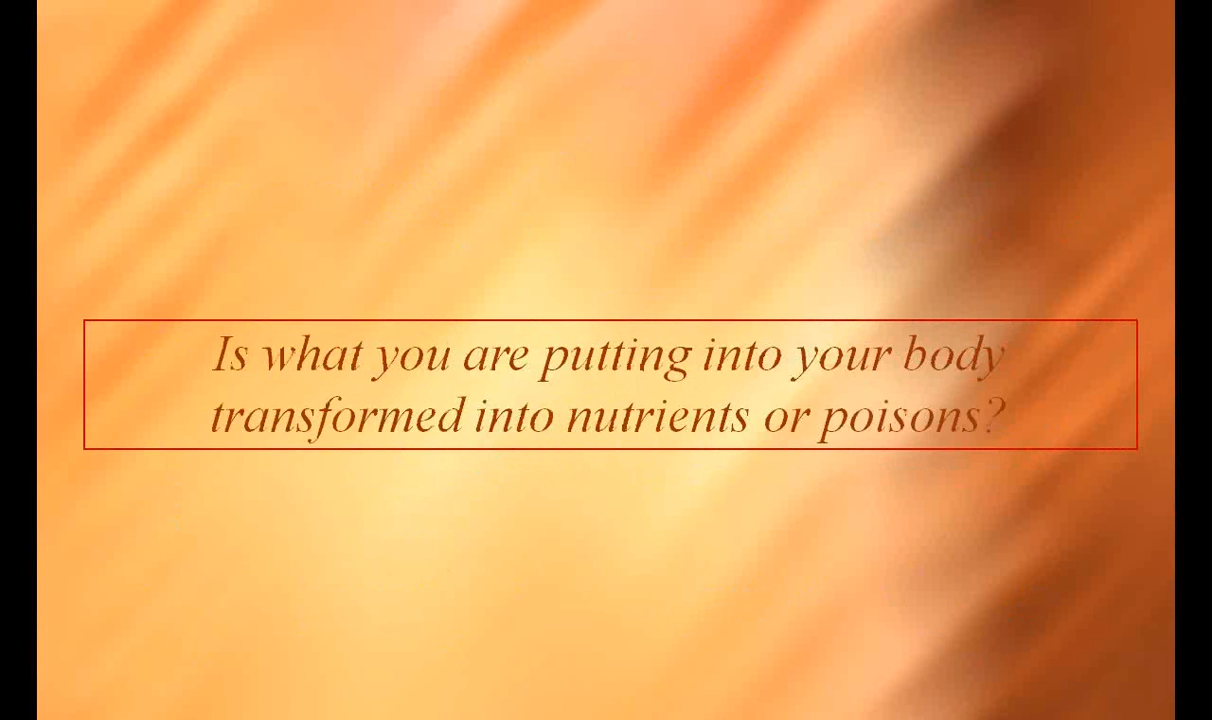 Is what you are putting into your body
transformed into nutrients or poisons?